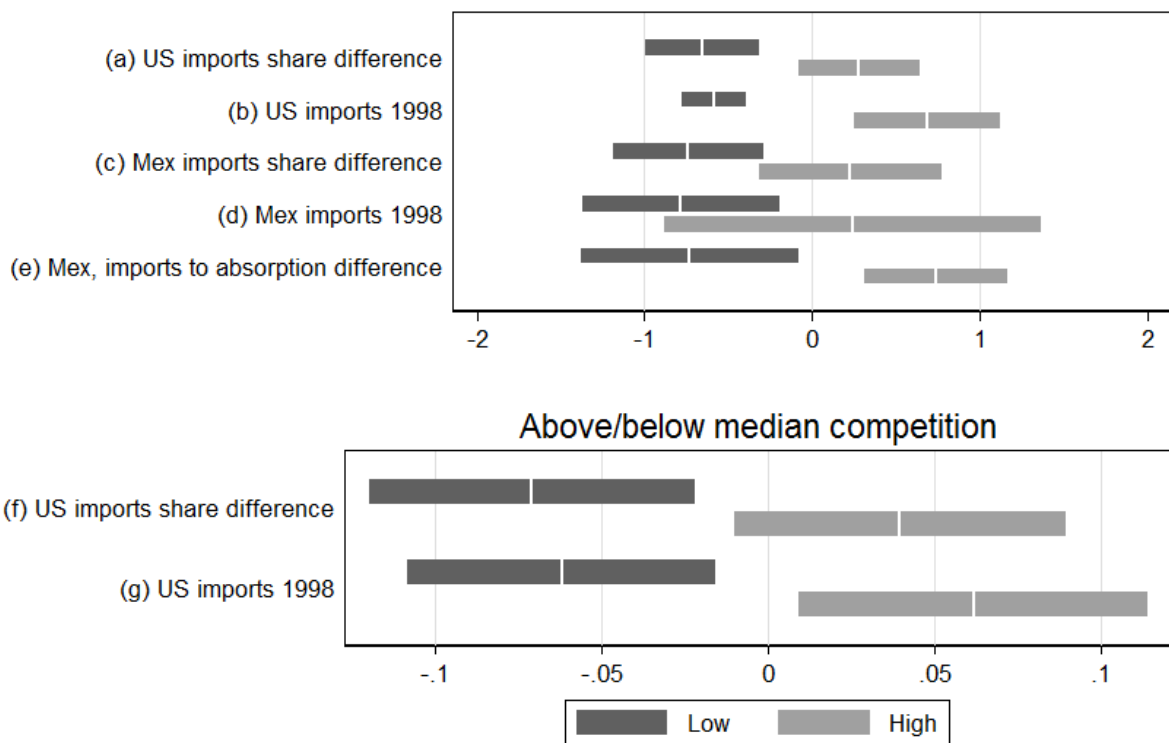 (a) US imports share difference
(b) US imports 1998
(c) Mex imports share difference
(d) Mex imports 1998
(e) Mex, imports to absorption difference
-2 -1 0 1 2
Above/below median competition
(f) US imports share difference
(g) US imports 1998
-.1 -.05 0 .05 .1
Low High